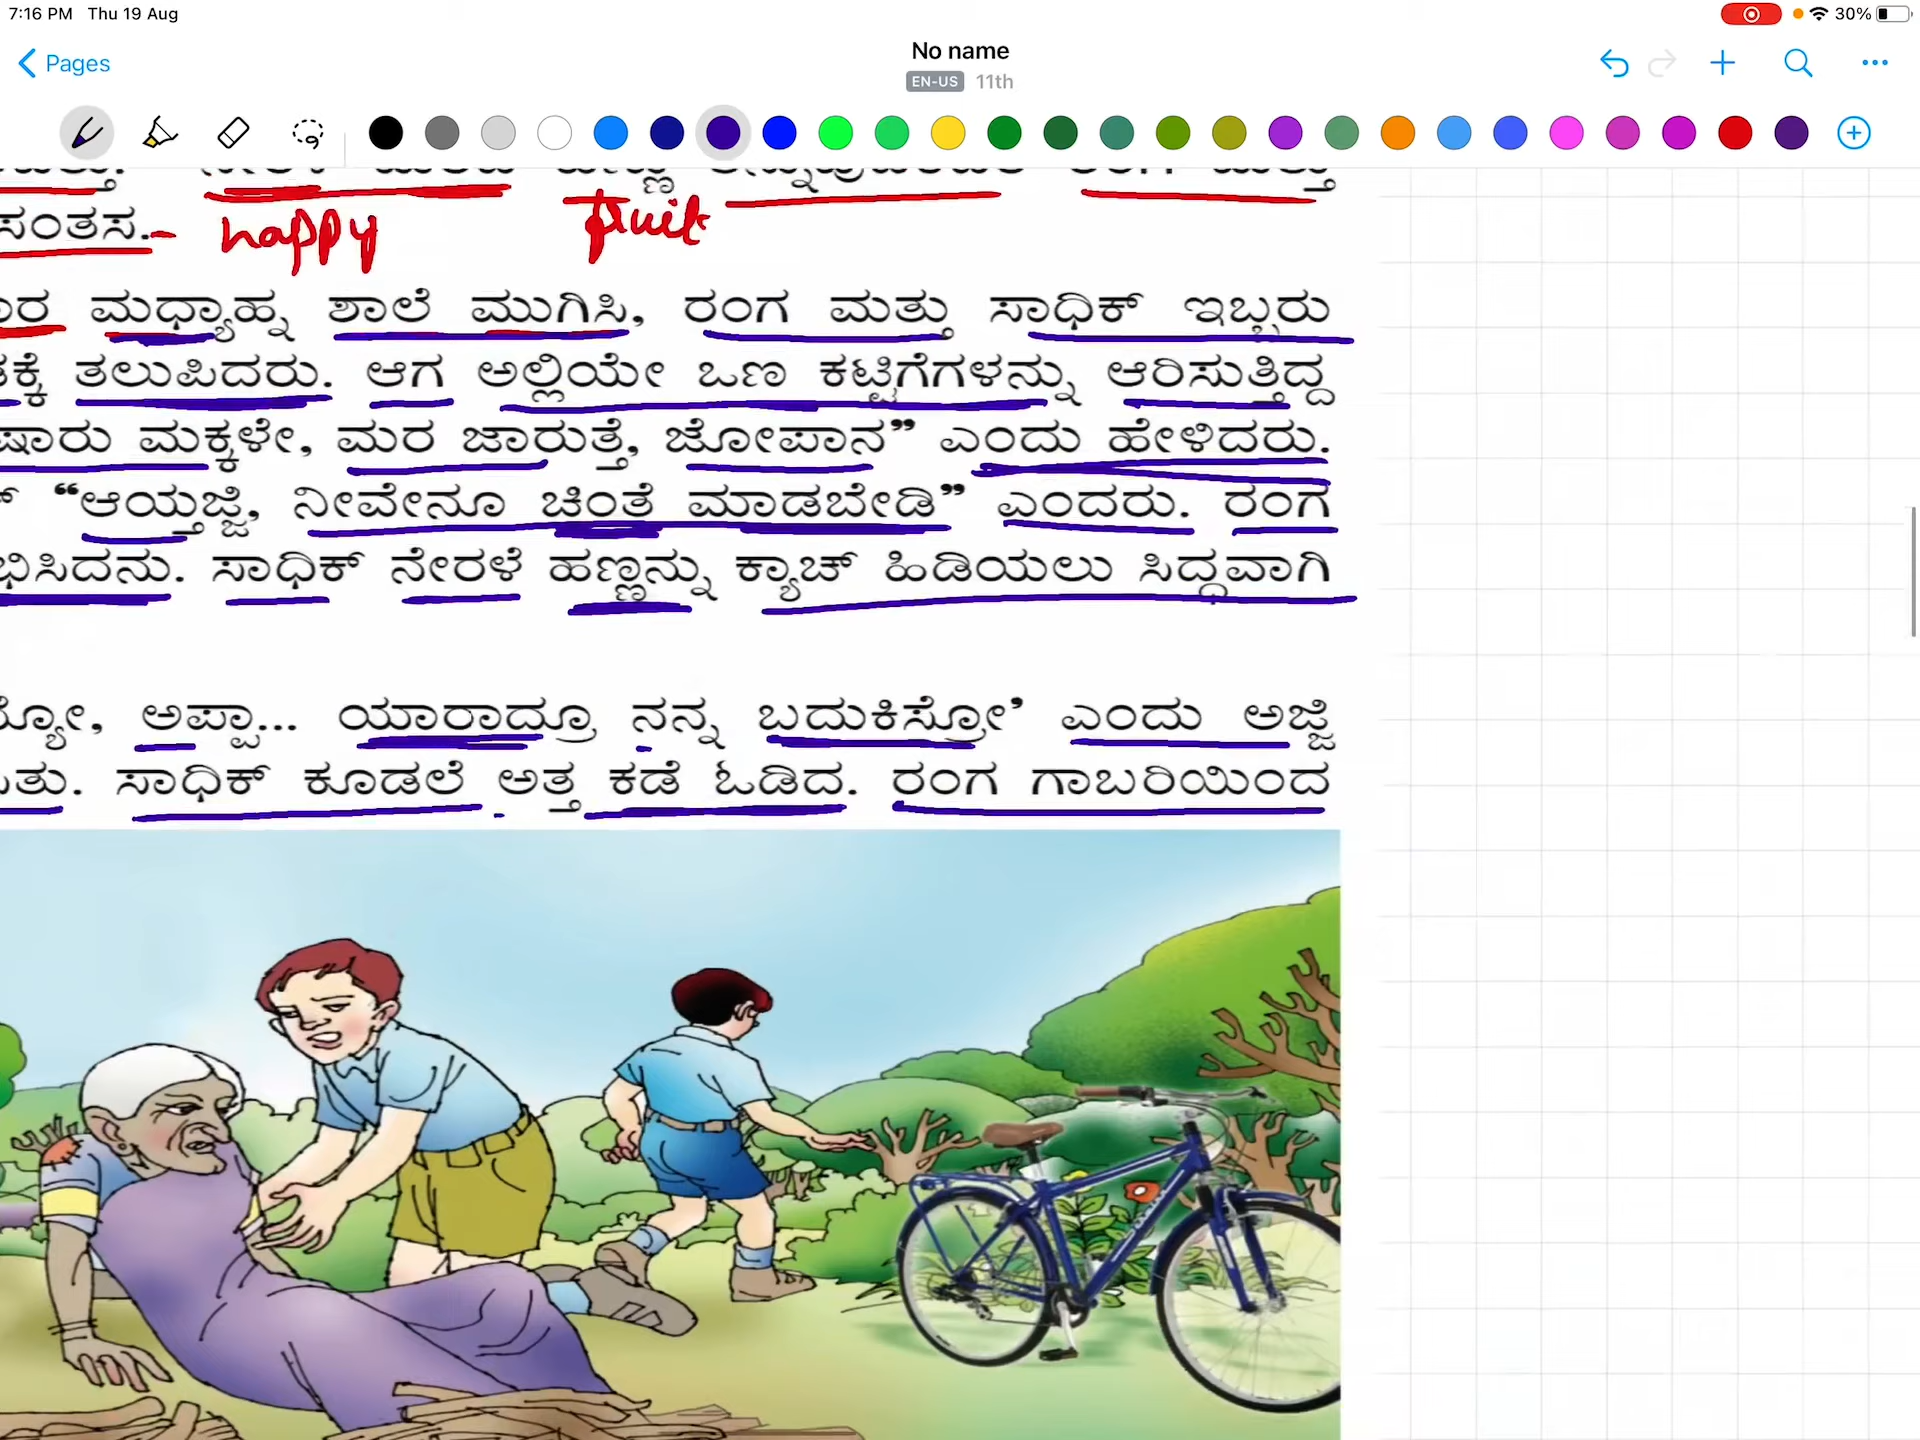 7:16 PM Thu 19 Aug
30%
Pages
No name
EN-US 11th
ಸಂತಸ.
happy
fruit
ಮಧ್ಯಾಹ್ನ ಶಾಲೆ ಮುಗಿಸಿ, ರಂಗ ಮತ್ತು ಸಾಧಿಕ್ ಇಬ್ಬರು
ತಲುಪಿದರು. ಆಗ ಅಲ್ಲಿಯೇ ಒಣ ಕಟ್ಟಿಗೆಗಳನ್ನು ಆರಿಸುತ್ತಿದ್ದ
ಷಾರು ಮಕ್ಕಳೇ, ಮರ ಜಾರುತ್ತೆ, ಜೋಪಾನ” ಎಂದು ಹೇಳಿದರು.
“ಆಯ್ತಜ್ಜಿ, ನೀವೇನೂ ಚಿಂತೆ ಮಾಡಬೇಡಿ” ಎಂದರು. ರಂಗ
ಭಿಸಿದನು. ಸಾಧಿಕ್ ನೇರಳೆ ಹಣ್ಣನ್ನು ಕ್ಯಾಚ್ ಹಿಡಿಯಲು ಸಿದ್ಧವಾಗಿ
ಯ್ಯೋ, ಅಪ್ಪಾ... ಯಾರಾದ್ರೂ ನನ್ನ ಬದುಕಿಸ್ರೋ’ ಎಂದು ಅಜ್ಜಿ
ತು. ಸಾಧಿಕ್ ಕೂಡಲೆ ಅತ್ತ ಕಡೆ ಓಡಿದ. ರಂಗ ಗಾಬರಿಯಿಂದ